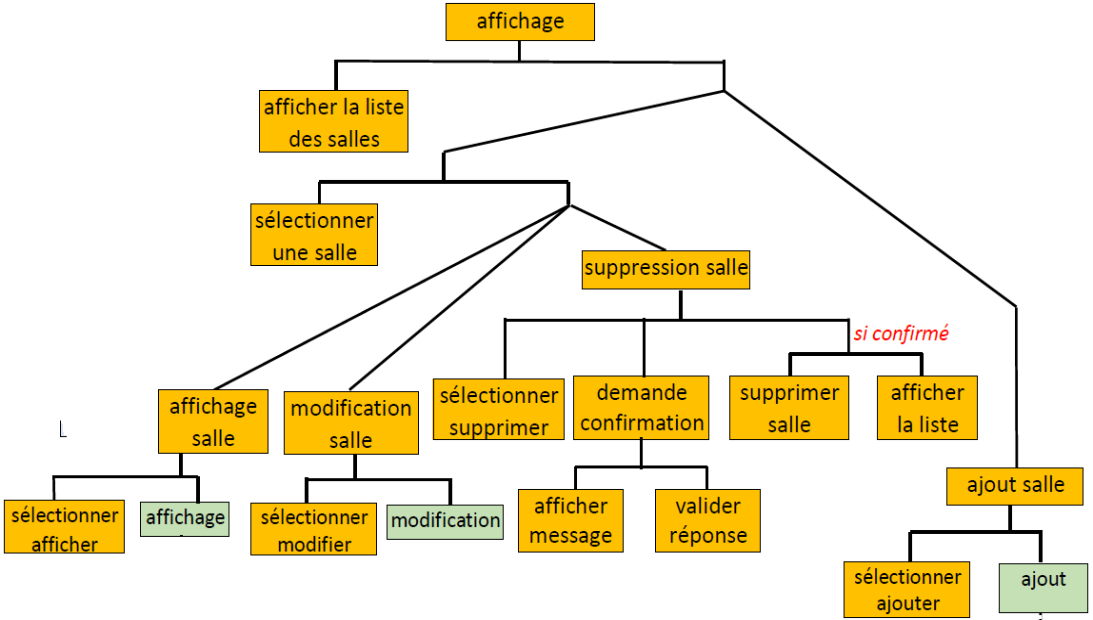 affichage
afficher la liste
des salles
sélectionner
une salle
suppression salle
si confirmé
affichage
salle
modification
salle
sélectionner
supprimer
demande
confirmation
supprimer
salle
afficher
la liste
ajout salle
sélectionner
afficher
affichage
sélectionner
modifier
modification
afficher
message
valider
réponse
sélectionner
ajouter
ajout